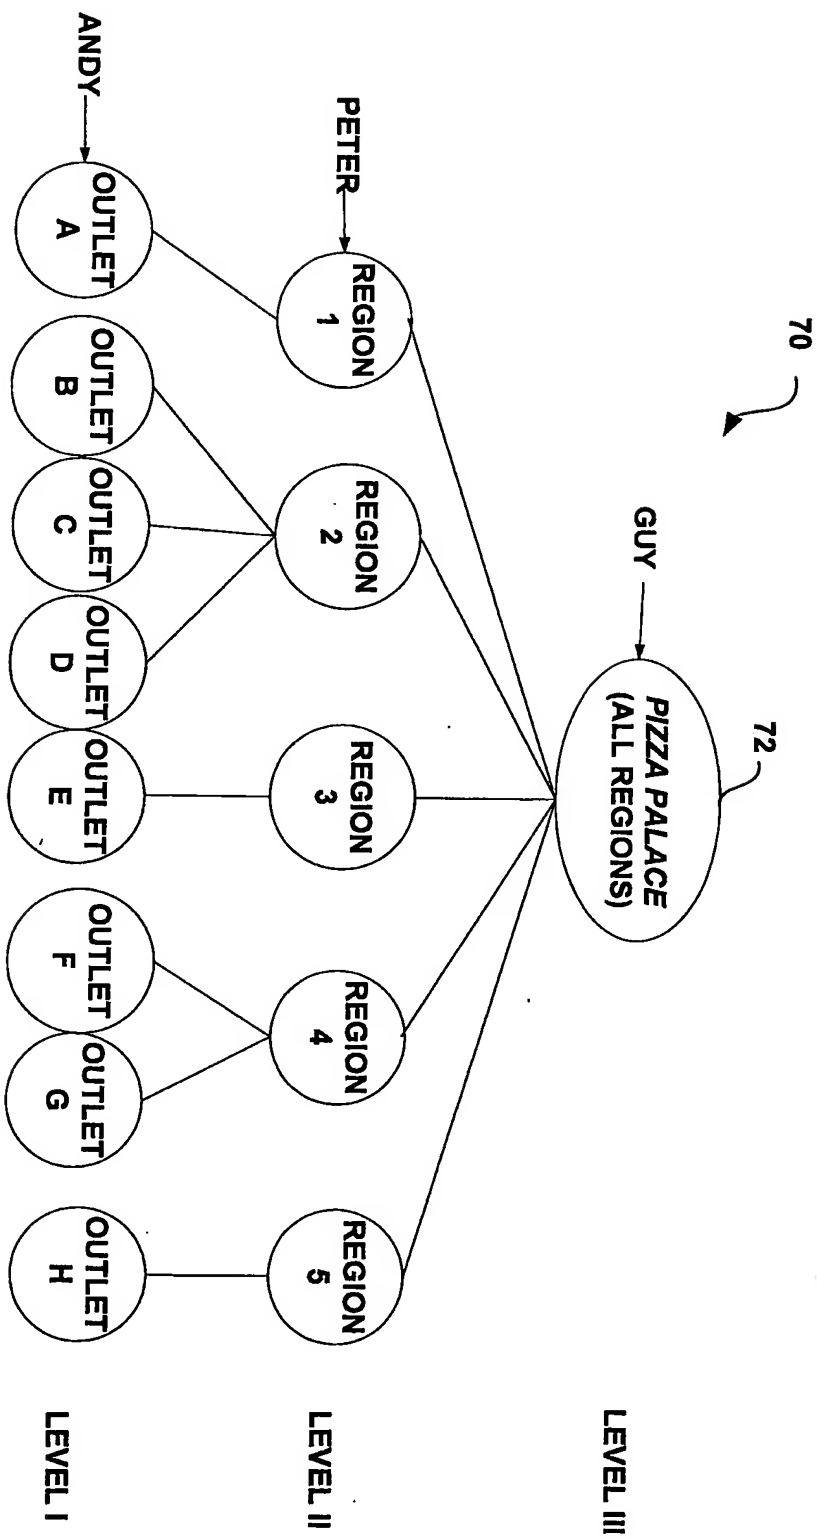 70
72
GUY
PIZZA PALACE
(ALL REGIONS)
LEVEL III
PETER
REGION
1
REGION
2
REGION
3
REGION
4
REGION
5
LEVEL II
ANDY
OUTLET
A
OUTLET
B
OUTLET
C
OUTLET
D
OUTLET
E
OUTLET
F
OUTLET
G
OUTLET
H
LEVEL I